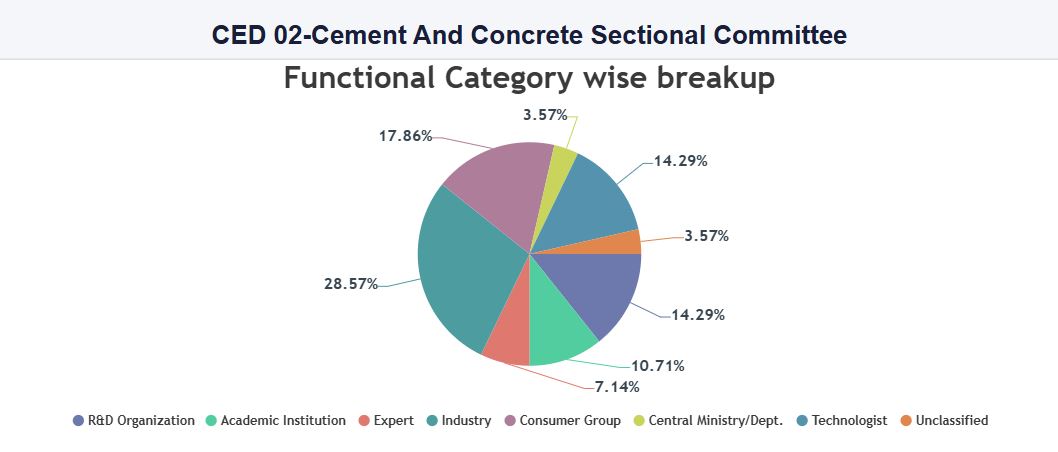 CED 02-Cement And Concrete Sectional Committee
Functional Category wise breakup
3.57%
17.86%
14.29%
3.57%
28.57%
14.29%
10.71%
7.14%
R&D Organization Academic Institution Expert Industry Consumer Group Central Ministry/Dept. Technologist Unclassified